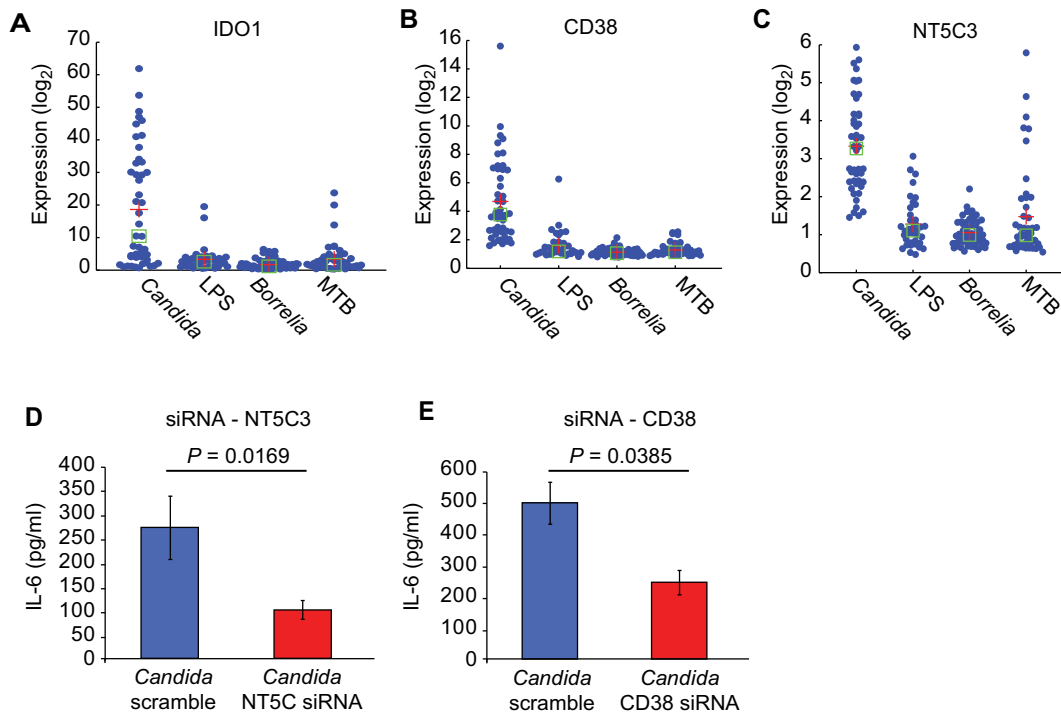 A
IDO1
Expression (log2)
70
60
50
40
30
20
10
0
Candida
LPS
Borrelia
MTB
B
CD38
Expression (log2)
16
14
12
10
8
6
4
2
0
Candida
LPS
Borrelia
MTB
C
NT5C3
Expression (log2)
6
5
4
3
2
1
0
Candida
LPS
Borrelia
MTB
D
siRNA - NT5C3
P = 0.0169
IL-6 (pg/ml)
400
350
300
250
200
150
100
50
0
Candida scramble
Candida NT5C siRNA
E
siRNA - CD38
P = 0.0385
IL-6 (pg/ml)
600
500
400
300
200
200
100
0
Candida scramble
Candida CD38 siRNA